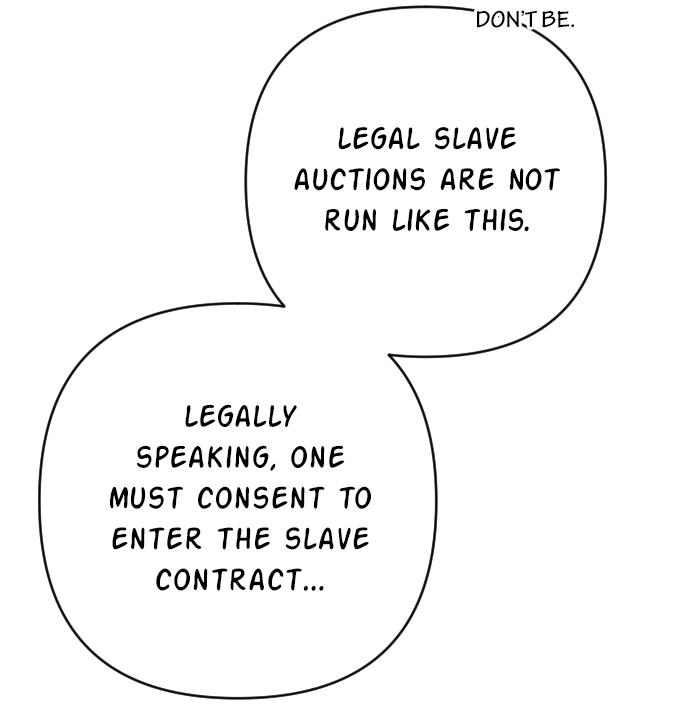 DON'T BE.
LEGAL SLAVE
AUCTIONS ARE NOT
RUN LIKE THIS.
LEGALLY
SPEAKING, ONE
MUST CONSENT TO
ENTER THE SLAVE
CONTRACT...